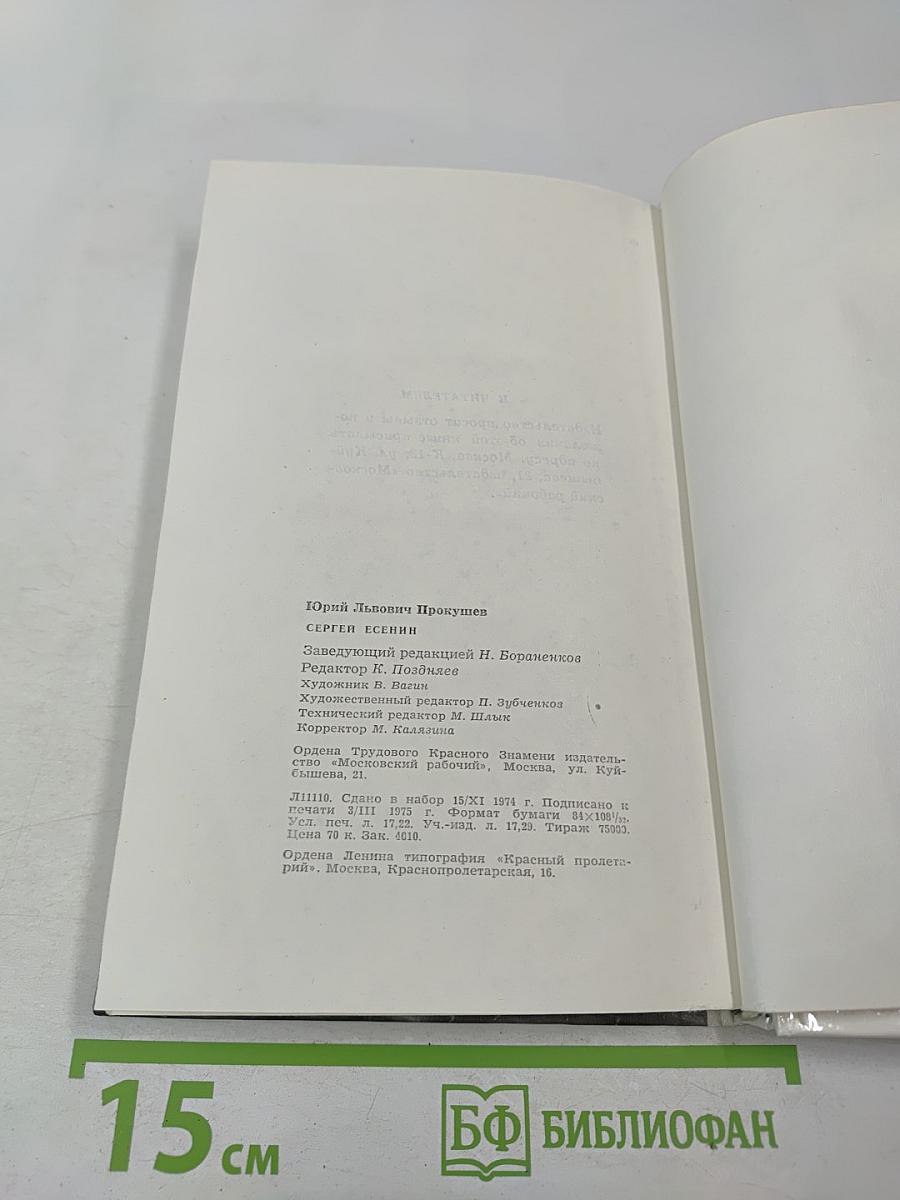 Юрий Львович Прокушев
СЕРГЕЙ ЕСЕНИН
Заведующий редакцией Н. Бораненков
Редактор К. Поздняев
Художник В. Вагин
Художественный редактор П. Зубченков
Технический редактор М. Шлык
Корректор М. Калязина
Ордена Трудового Красного Знамени издатель-
ство «Московский рабочий», Москва, ул. Куй-
бышева, 21.
Л11110. Сдано в набор 15/XI 1974 г. Подписано к
печати 3/III 1975 г. Формат бумаги 84×108¹/₃₂.
Усл. печ. л. 17,22. Уч.-изд. л. 17,29. Тираж 75000.
Цена 70 к. Зак. 4010.
Ордена Ленина типография «Красный пролета-
рий». Москва, Краснопролетарская, 16.
15 см
БФ БИБЛИОФАН